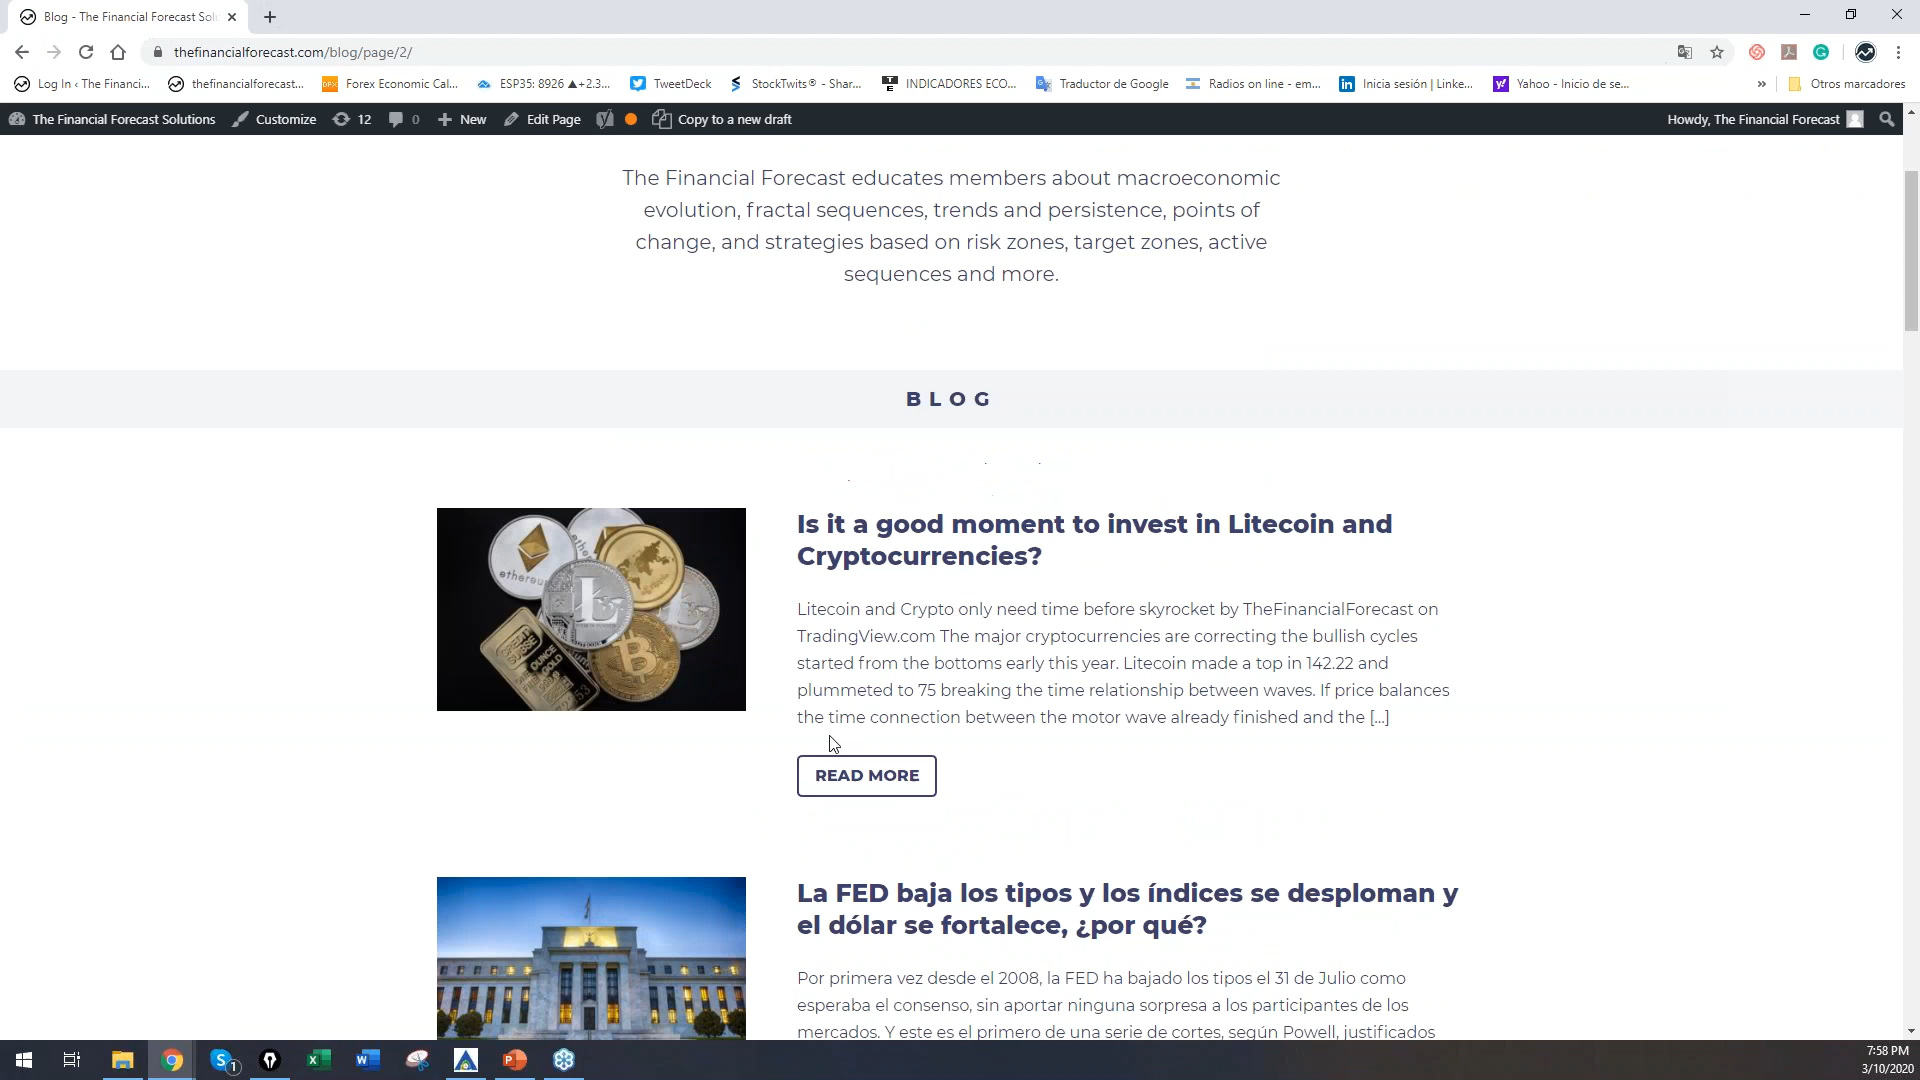 Blog - The Financial Forecast Sol
thefinancialforecast.com/blog/page/2/
Log In ‹ The Financi... thefinancialforecast... Forex Economic Cal... ESP35: 8926 ▲+2.3... TweetDeck StockTwits® - Shar... INDICADORES ECO... Traductor de Google Radios on line - em... Inicia sesión | Linke... Yahoo - Inicio de se... » Otros marcadores
The Financial Forecast Solutions Customize 12 0 New Edit Page Copy to a new draft Howdy, The Financial Forecast
The Financial Forecast educates members about macroeconomic
evolution, fractal sequences, trends and persistence, points of
change, and strategies based on risk zones, target zones, active
sequences and more.
BLOG
Is it a good moment to invest in Litecoin and
Cryptocurrencies?
Litecoin and Crypto only need time before skyrocket by TheFinancialForecast on
TradingView.com The major cryptocurrencies are correcting the bullish cycles
started from the bottoms early this year. Litecoin made a top in 142.22 and
plummeted to 75 breaking the time relationship between waves. If price balances
the time connection between the motor wave already finished and the [...]
READ MORE
La FED baja los tipos y los índices se desploman y
el dólar se fortalece, ¿por qué?
Por primera vez desde el 2008, la FED ha bajado los tipos el 31 de Julio como
esperaba el consenso, sin aportar ninguna sorpresa a los participantes de los
mercados. Y este es el primero de una serie de cortes, según Powell, justificados
7:58 PM
3/10/2020